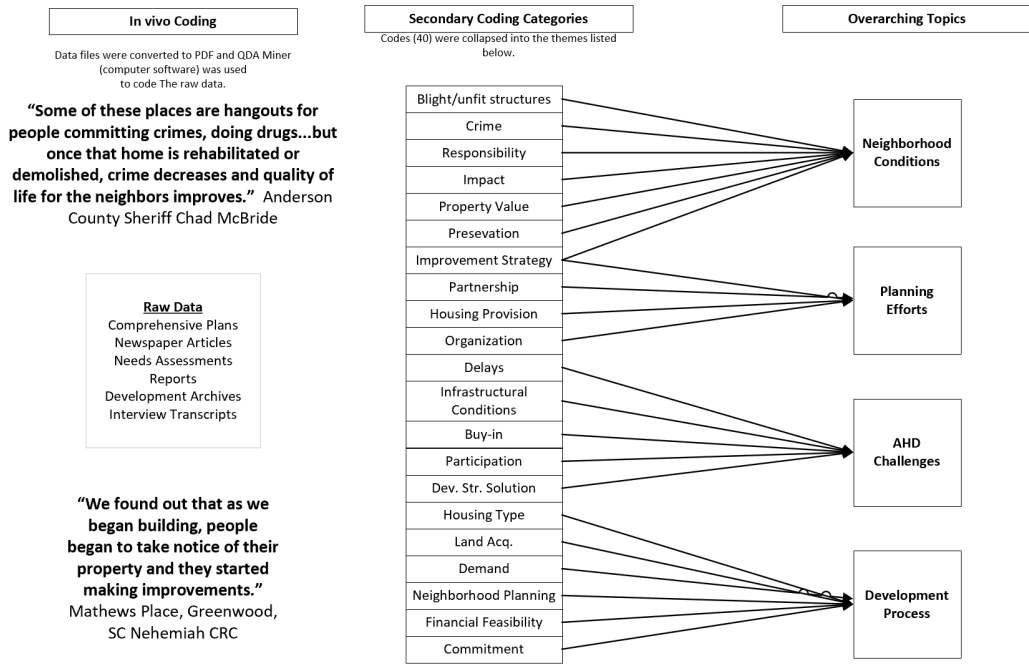 In vivo Coding
Data files were converted to PDF and QDA Miner
(computer software) was used
to code The raw data.
“Some of these places are hangouts for
people committing crimes, doing drugs...but
once that home is rehabilitated or
demolished, crime decreases and quality of
life for the neighbors improves.” Anderson
County Sheriff Chad McBride
Raw Data
Comprehensive Plans
Newspaper Articles
Needs Assessments
Reports
Development Archives
Interview Transcripts
“We found out that as we
began building, people
began to take notice of their
property and they started
making improvements.”
Mathews Place, Greenwood,
SC Nehemiah CRC
Secondary Coding Categories
Codes (40) were collapsed into the themes listed
below.
Blight/unfit structures
Crime
Responsibility
Impact
Property Value
Presevation
Improvement Strategy
Partnership
Housing Provision
Organization
Delays
Infrastructural
Conditions
Buy-in
Participation
Dev. Str. Solution
Housing Type
Land Acq.
Demand
Neighborhood Planning
Financial Feasibility
Commitment
Overarching Topics
Neighborhood
Conditions
Planning
Efforts
AHD
Challenges
Development
Process